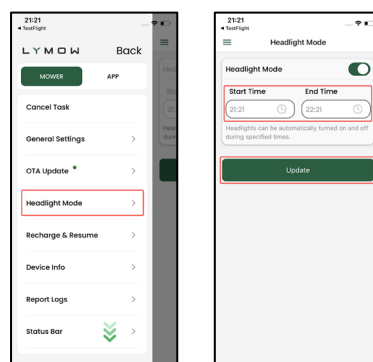 21:21
◀ TestFlight
LYMOW
Back
MOWER
APP
Cancel Task
General Settings
OTA Update
Headlight Mode
Recharge & Resume
Device Info
Report Logs
Status Bar
21:21
◀ TestFlight
Headlight Mode
Headlight Mode
Start Time
End Time
21:21
22:21
Headlights can be automatically turned on and off
during specified times.
Update